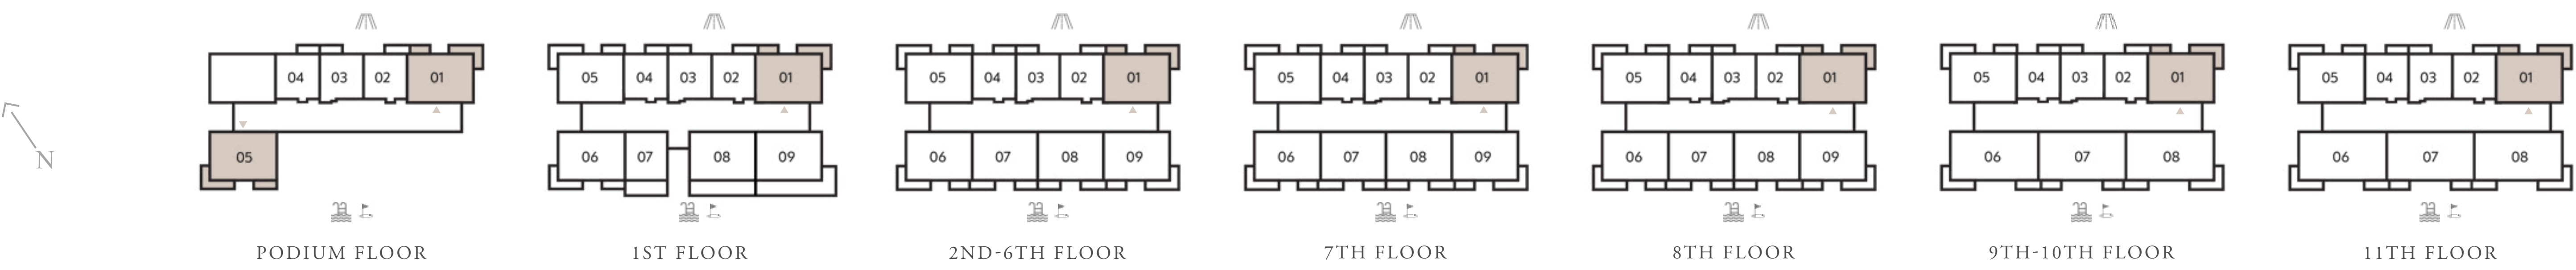 04 03 02 01
05
PODIUM FLOOR
05 04 03 02 01
06 07 08 09
1ST FLOOR
05 04 03 02 01
06 07 08 09
2ND-6TH FLOOR
05 04 03 02 01
06 07 08 09
7TH FLOOR
05 04 03 02 01
06 07 08 09
8TH FLOOR
05 04 03 02 01
06 07 08
9TH-10TH FLOOR
05 04 03 02 01
06 07 08
11TH FLOOR
N